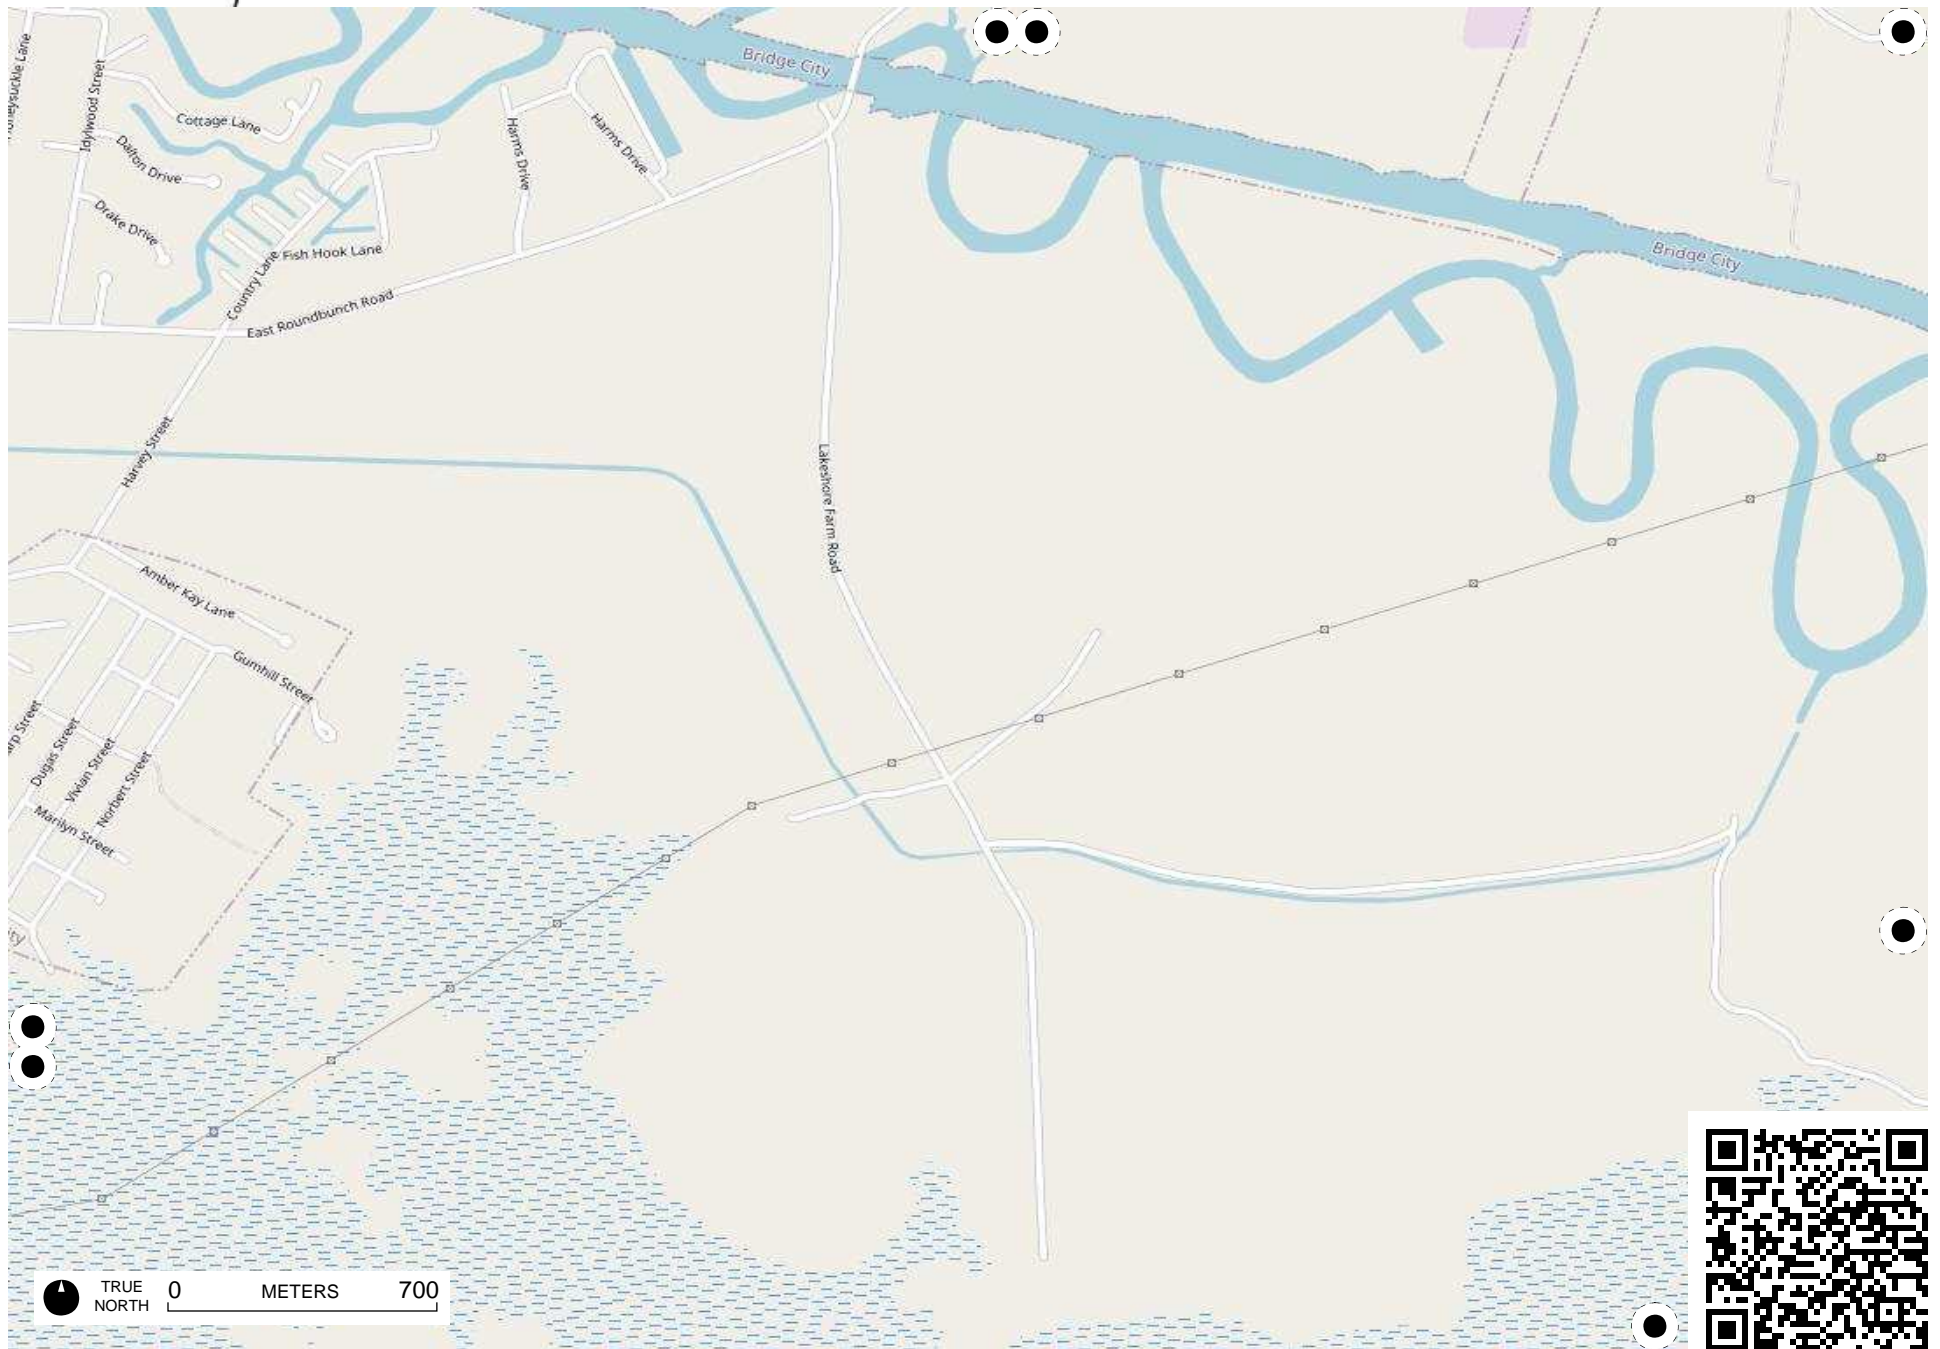 Bridge City
Idylwood Street
Cottage Lane
Harms Drive
Harms Drive
Dalton Drive
Drake Drive
Fish Hook Lane
Country Lane
Bridge City
East Roundbunch Road
Harvey Street
Lakeshore Farm Road
Amber Kay Lane
Gumhill Street
Dugas Street
Vivian Street
Norbert Street
Marilyn Street
TRUE
NORTH
0 METERS 700